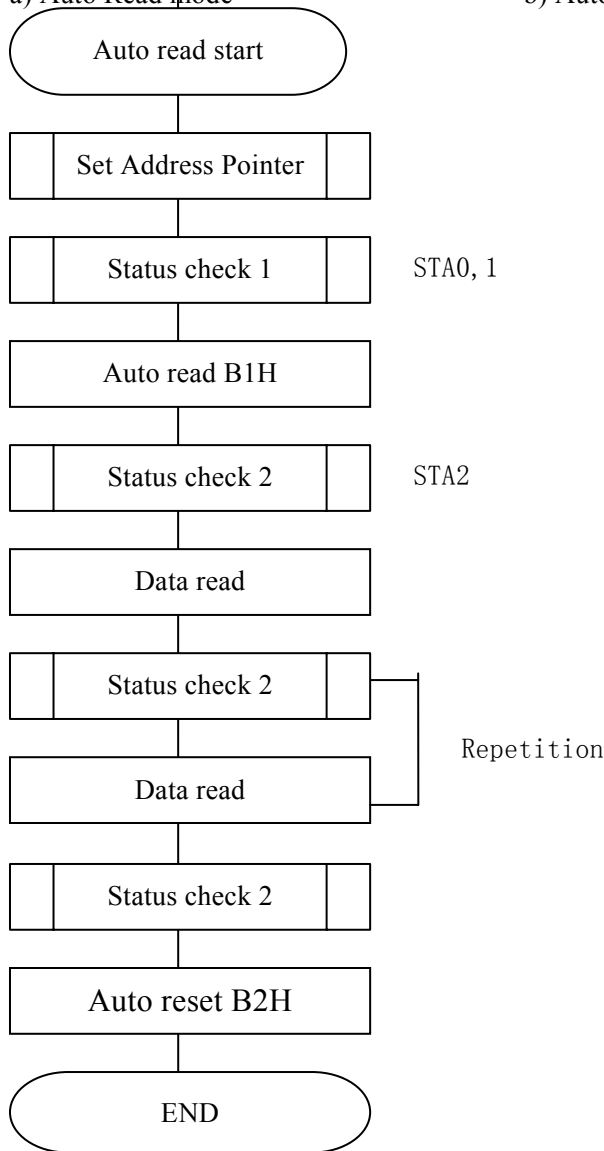 a) Auto Read mode
b) Auto
Auto read start
Set Address Pointer
Status check 1
STA0, 1
Auto read B1H
Status check 2
STA2
Data read
Status check 2
Repetition
Data read
Status check 2
Auto reset B2H
END